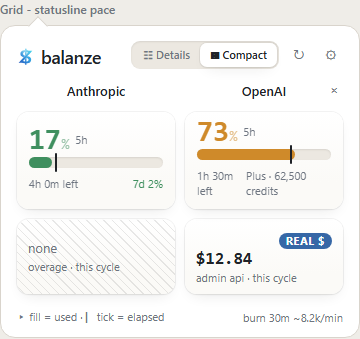 Grid - statusline pace
balanze
Details
Compact
Anthropic
OpenAI
×
17% 5h
4h 0m left
7d 2%
73% 5h
1h 30m left
Plus · 62,500 credits
none
overage · this cycle
REAL $
$12.84
admin api · this cycle
▸ fill = used · | tick = elapsed
burn 30m ~8.2k/min